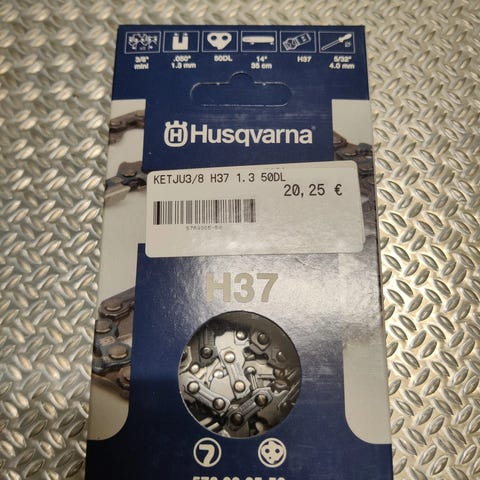 3/8" mini
.050" 1.3 mm
50DL
14" 35 cm
H37
5/32" 4.0 mm
Husqvarna
KETJU3/8 H37 1.3 50DL
20,25 €
H37